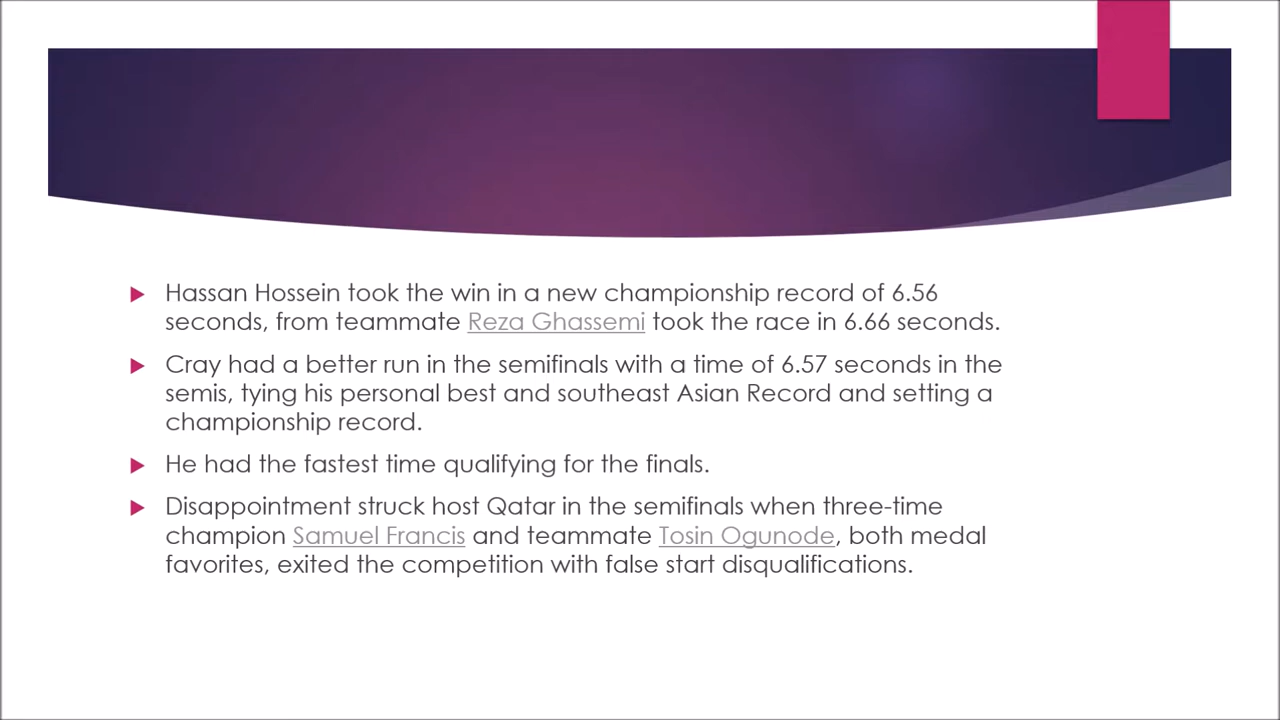 Hassan Hossein took the win in a new championship record of 6.56
seconds, from teammate Reza Ghassemi took the race in 6.66 seconds.
Cray had a better run in the semifinals with a time of 6.57 seconds in the
semis, tying his personal best and southeast Asian Record and setting a
championship record.
He had the fastest time qualifying for the finals.
Disappointment struck host Qatar in the semifinals when three-time
champion Samuel Francis and teammate Tosin Ogunode, both medal
favorites, exited the competition with false start disqualifications.